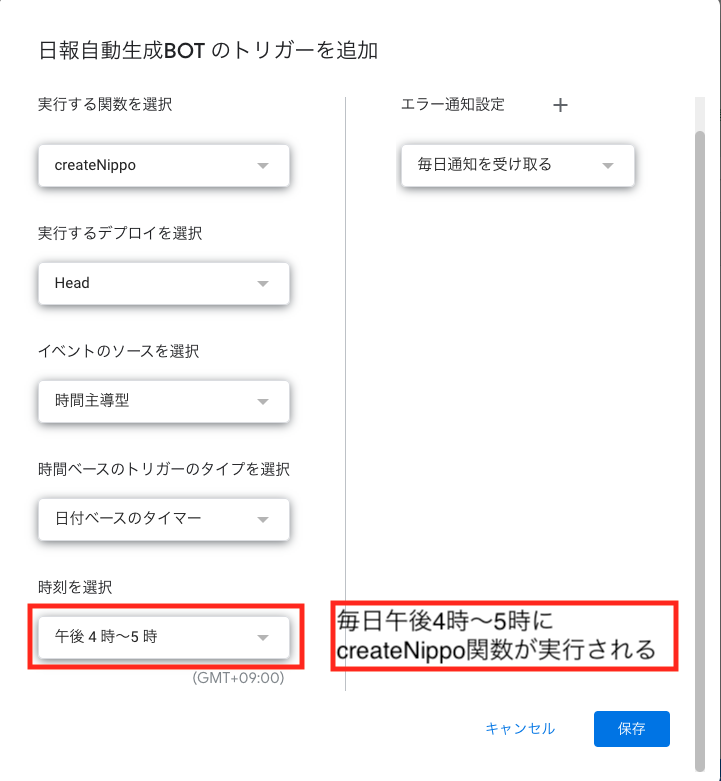 日報自動生成BOT のトリガーを追加
実行する関数を選択
createNippo
実行するデプロイを選択
Head
イベントのソースを選択
時間主導型
時間ベースのトリガーのタイプを選択
日付ベースのタイマー
時刻を選択
午後 4 時～5 時
(GMT+09:00)
エラー通知設定
毎日通知を受け取る
毎日午後4時〜5時に
createNippo関数が実行される
キャンセル
保存